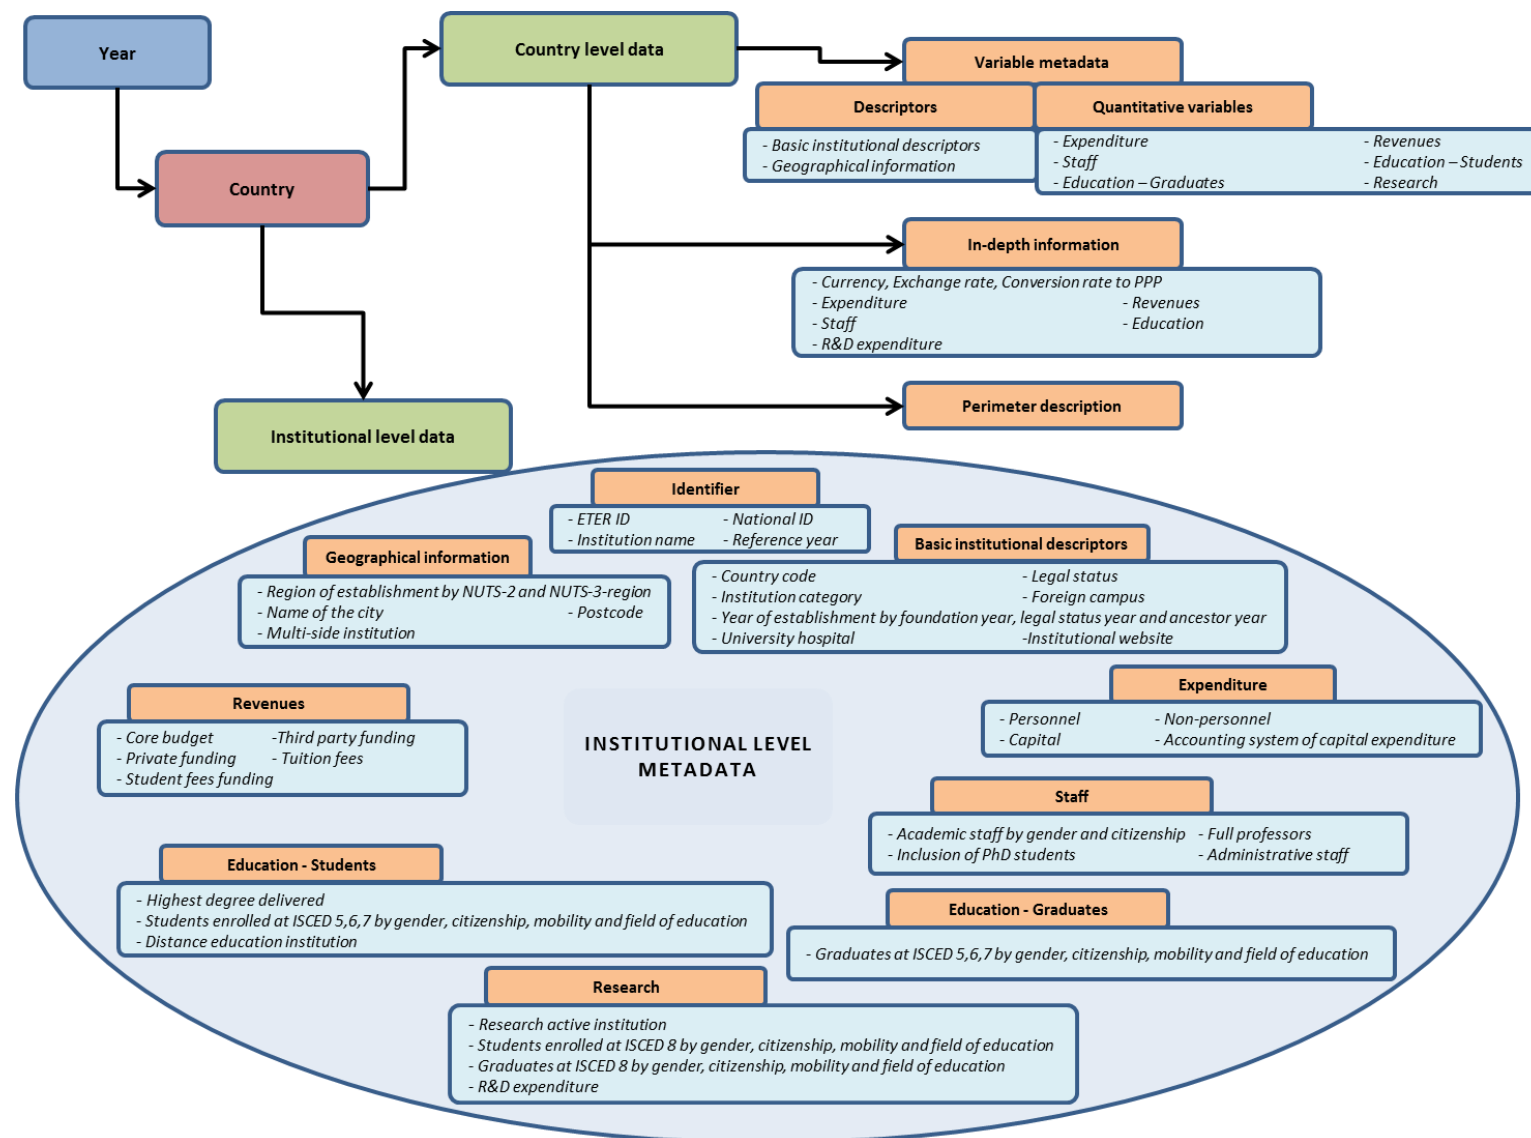 Year
Country level data
Variable metadata
Descriptors
Quantitative variables
- Basic institutional descriptors
- Geographical information
- Expenditure - Revenues
- Staff - Education – Students
- Education – Graduates - Research
Country
In-depth information
- Currency, Exchange rate, Conversion rate to PPP
- Expenditure - Revenues
- Staff - Education
- R&D expenditure
Perimeter description
Institutional level data
Identifier
- ETER ID - National ID
- Institution name - Reference year
Geographical information
- Region of establishment by NUTS-2 and NUTS-3-region
- Name of the city - Postcode
- Multi-side institution
Basic institutional descriptors
- Country code - Legal status
- Institution category - Foreign campus
- Year of establishment by foundation year, legal status year and ancestor year
- University hospital -Institutional website
Revenues
- Core budget -Third party funding
- Private funding - Tuition fees
- Student fees funding
INSTITUTIONAL LEVEL
METADATA
Expenditure
- Personnel - Non-personnel
- Capital - Accounting system of capital expenditure
Staff
- Academic staff by gender and citizenship - Full professors
- Inclusion of PhD students - Administrative staff
Education - Students
- Highest degree delivered
- Students enrolled at ISCED 5,6,7 by gender, citizenship, mobility and field of education
- Distance education institution
Education - Graduates
- Graduates at ISCED 5,6,7 by gender, citizenship, mobility and field of education
Research
- Research active institution
- Students enrolled at ISCED 8 by gender, citizenship, mobility and field of education
- Graduates at ISCED 8 by gender, citizenship, mobility and field of education
- R&D expenditure